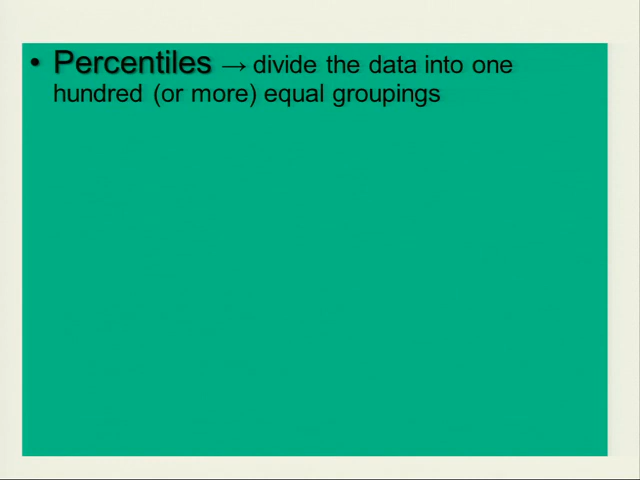 • Percentiles → divide the data into one
hundred (or more) equal groupings